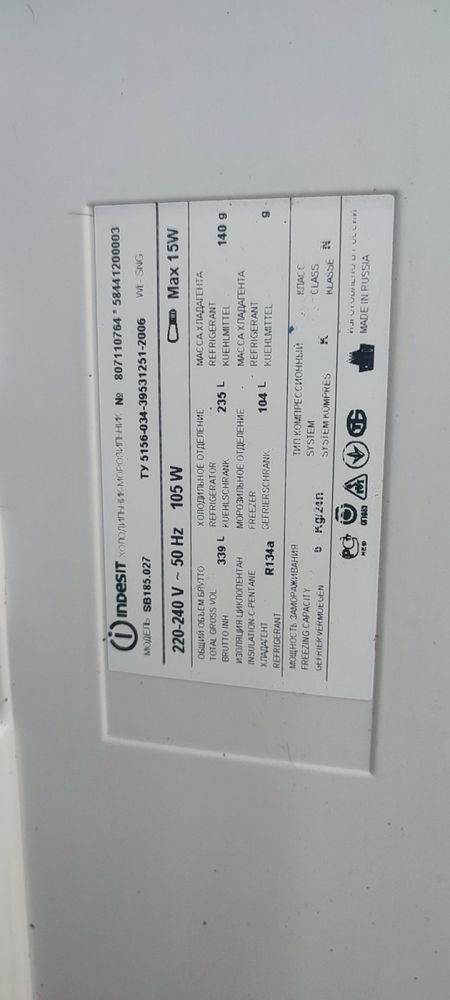 indesit ХОЛОДИЛЬНИК-МОРОЗИЛЬНИК № 807110764 * 58441200003
МОДЕЛЬ SB185.027 ТУ 5156-034-39531251-2006
220-240 V ~ 50 Hz 105 W Max 15W
ОБЩИЙ ОБЪЕМ БРУТТО ХОЛОДИЛЬНОЕ ОТДЕЛЕНИЕ МАССА ХЛАДАГЕНТА
TOTAL GROSS VOL REFRIGERATOR REFRIGERANT
BRUTTO INH 339 L KUEHLSCHRANK 235 L KUEHLMITTEL 140 g
ИЗОЛЯЦИЯ-ЦИКЛОПЕНТАН МОРОЗИЛЬНОЕ ОТДЕЛЕНИЕ МАССА ХЛАДАГЕНТА
INSULATION-C-PENTANE FREEZER REFRIGERANT
ХЛАДАГЕНТ R134a GEFRIERSCHRANK 104 L KUEHLMITTEL g
REFRIGERANT
МОЩНОСТЬ ЗАМОРАЖИВАНИЯ ТИП КОМПРЕССИОННЫЙ КЛАСС
FREEZING CAPACITY SYSTEM CLASS
GEFRIERVERMOEGEN Kg/24h SYSTEM KOMPRES K KLASSE N
PCT
MADE IN RUSSIA